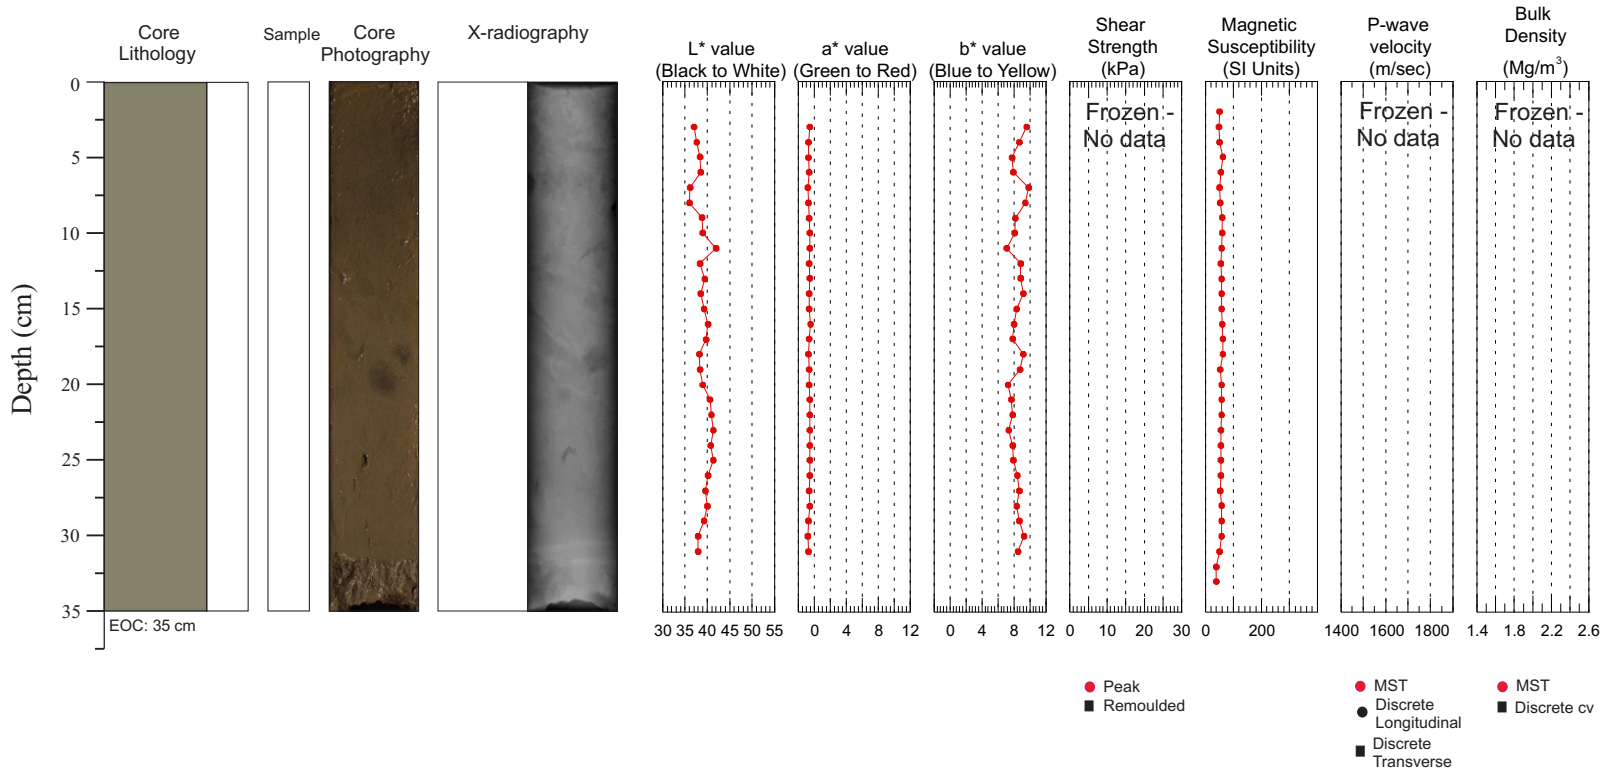 Core
Lithology
Sample
Core
Photography
X-radiography
L* value
(Black to White)
a* value
(Green to Red)
b* value
(Blue to Yellow)
Shear
Strength
(kPa)
Magnetic
Susceptibility
(SI Units)
P-wave
velocity
(m/sec)
Bulk
Density
(Mg/m³)
Depth (cm)
0
5
10
15
20
25
30
35
EOC: 35 cm
Frozen -
No data
Frozen -
No data
Frozen -
No data
30 35 40 45 50 55
0 4 8 12
0 4 8 12
0 10 20 30
0 200
1400 1600 1800
1.4 1.8 2.2 2.6
Peak
Remoulded
MST
Discrete
Longitudinal
Discrete
Transverse
MST
Discrete cv